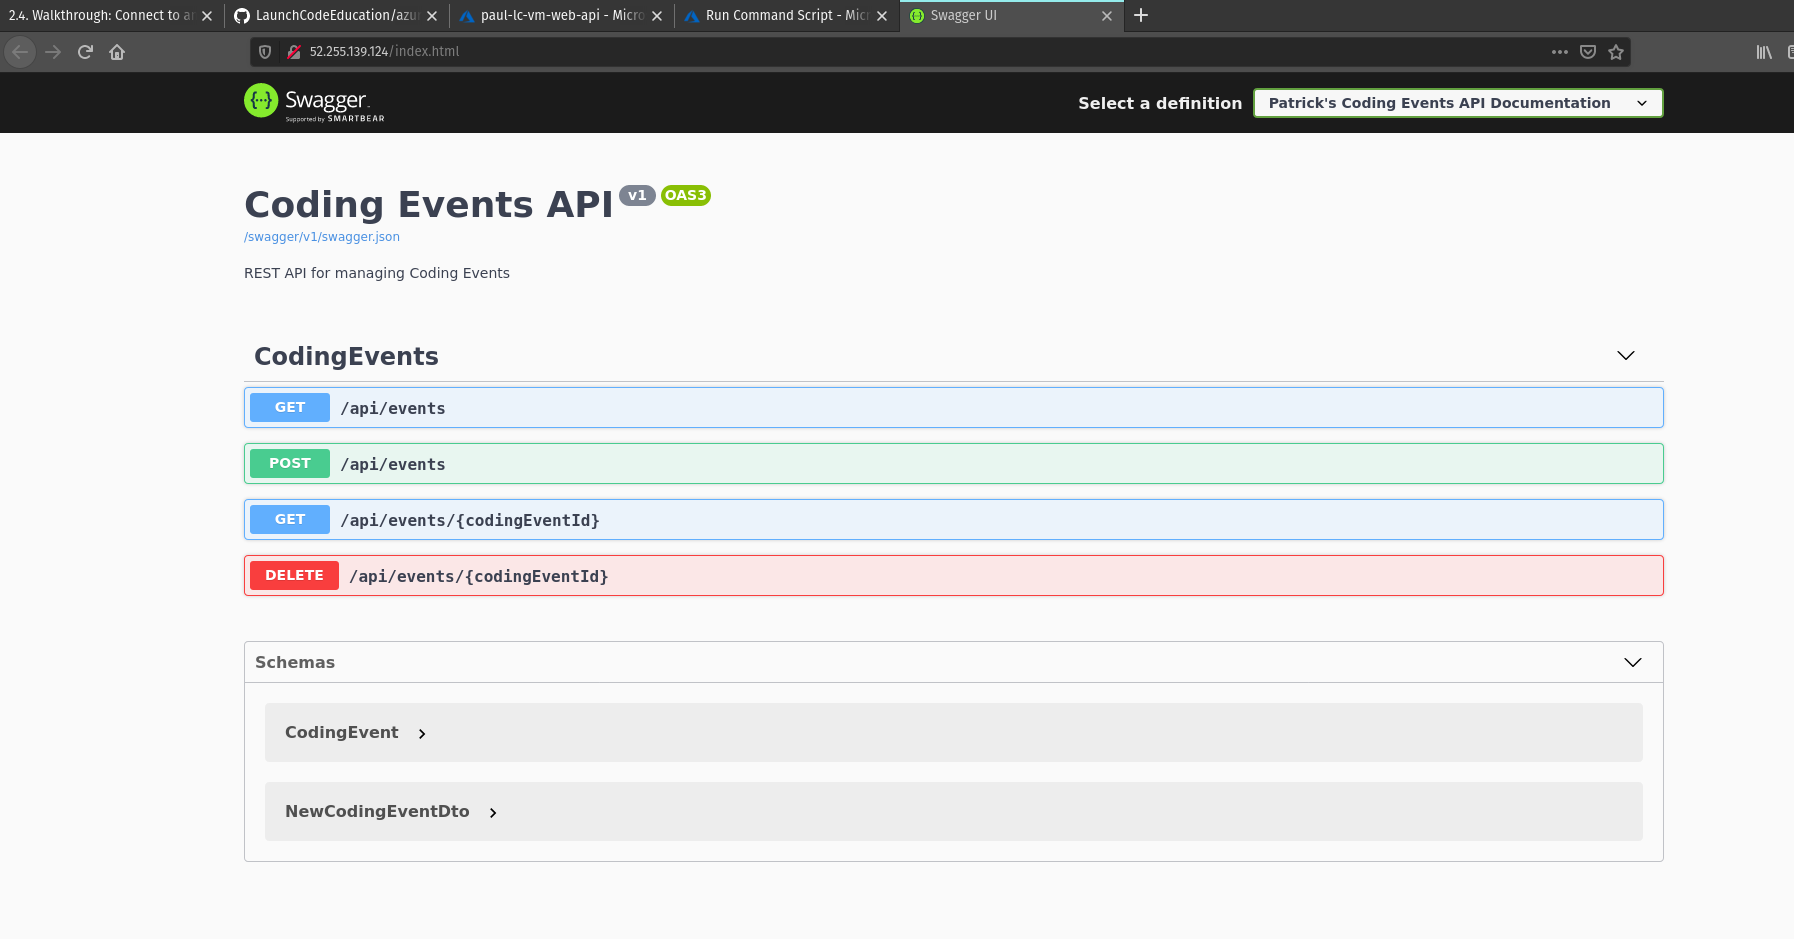 2.4. Walkthrough: Connect to a
LaunchCodeEducation/azu
paul-lc-vm-web-api - Micro
Run Command Script - Mic
Swagger UI
52.255.139.124/index.html
Swagger.
Supported by SMARTBEAR
Select a definition
Patrick's Coding Events API Documentation
Coding Events API v1 OAS3
/swagger/v1/swagger.json
REST API for managing Coding Events
CodingEvents
GET /api/events
POST /api/events
GET /api/events/{codingEventId}
DELETE /api/events/{codingEventId}
Schemas
CodingEvent
NewCodingEventDto